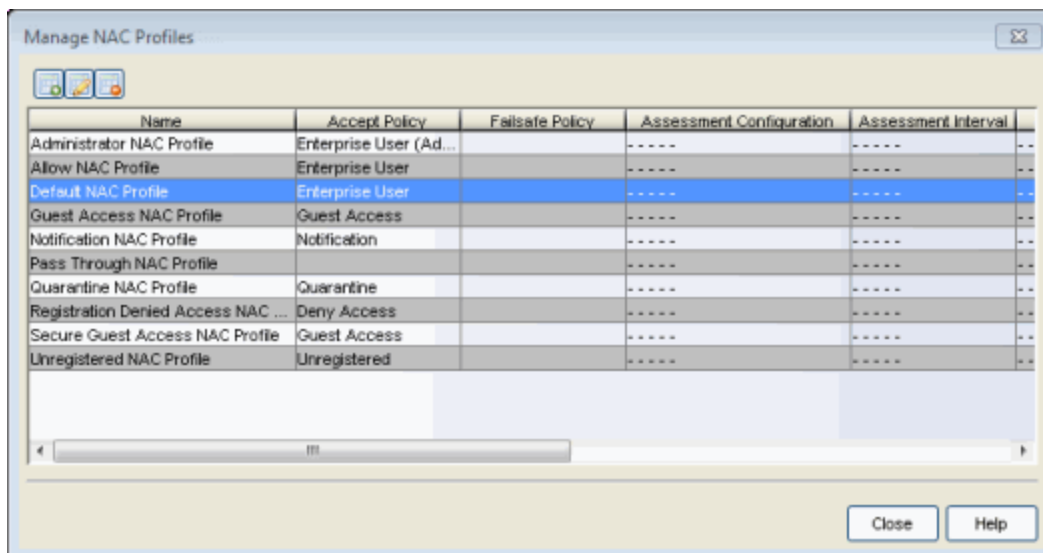 Manage NAC Profiles
Name Accept Policy Failsafe Policy Assessment Configuration Assessment Interval
Administrator NAC Profile Enterprise User (Ad... - - - - - - - - - - - -
Allow NAC Profile Enterprise User - - - - - - - - - - - -
Default NAC Profile Enterprise User - - - - - - - - - - - -
Guest Access NAC Profile Guest Access - - - - - - - - - - - -
Notification NAC Profile Notification - - - - - - - - - - - -
Pass Through NAC Profile - - - - - - - - - - - -
Quarantine NAC Profile Quarantine - - - - - - - - - - - -
Registration Denied Access NAC ... Deny Access - - - - - - - - - - - -
Secure Guest Access NAC Profile Guest Access - - - - - - - - - - - -
Unregistered NAC Profile Unregistered - - - - - - - - - - - -
Close Help